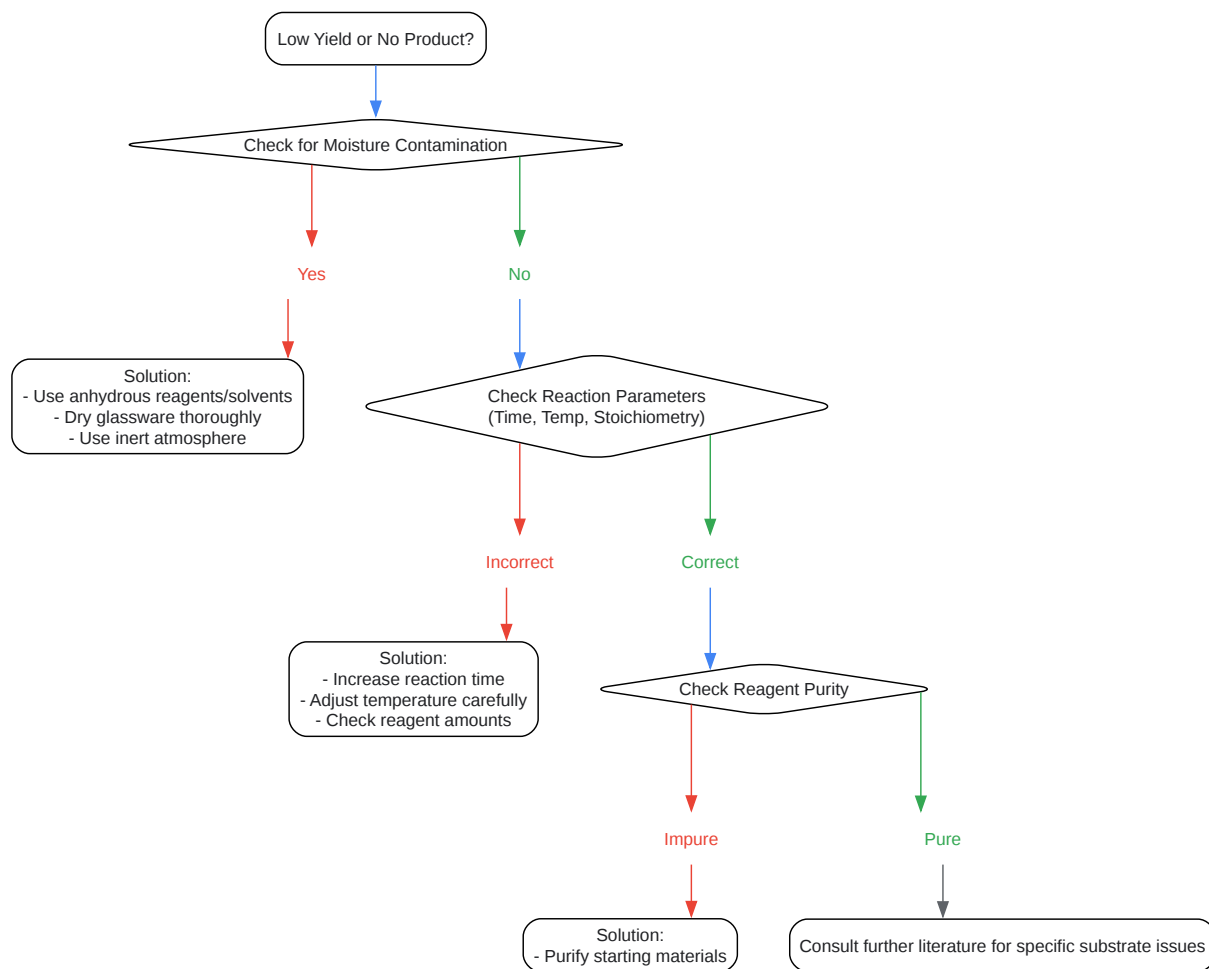 Low Yield or No Product?
Check for Moisture Contamination
Yes
No
Solution:
- Use anhydrous reagents/solvents
- Dry glassware thoroughly
- Use inert atmosphere
Check Reaction Parameters
(Time, Temp, Stoichiometry)
Incorrect
Correct
Solution:
- Increase reaction time
- Adjust temperature carefully
- Check reagent amounts
Check Reagent Purity
Impure
Pure
Solution:
- Purify starting materials
Consult further literature for specific substrate issues